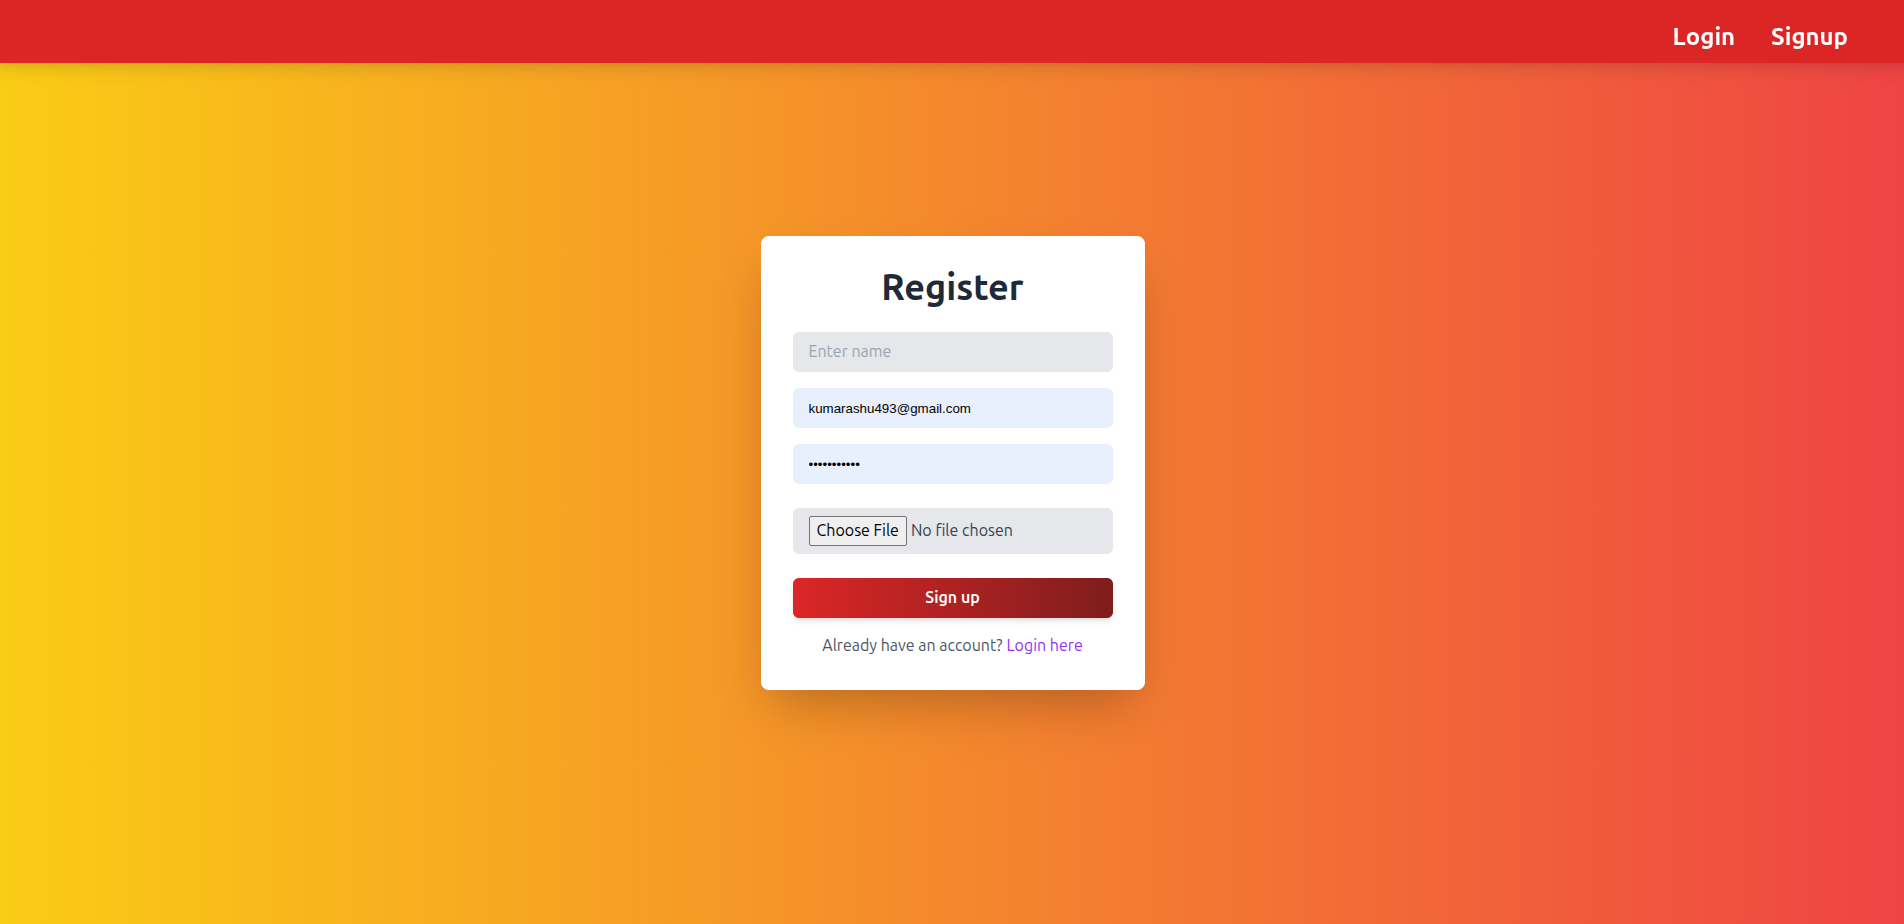 Login Signup
Register
Enter name
kumarashu493@gmail.com
•••••••••••
Choose File No file chosen
Sign up
Already have an account? Login here